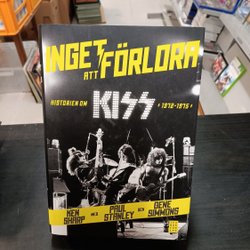 INGET
ATT
FÖRLORA
HISTORIEN OM
KISS
• 1972-1975 •
KEN
SHARP
MED
PAUL
STANLEY
OCH
GENE
SIMMONS